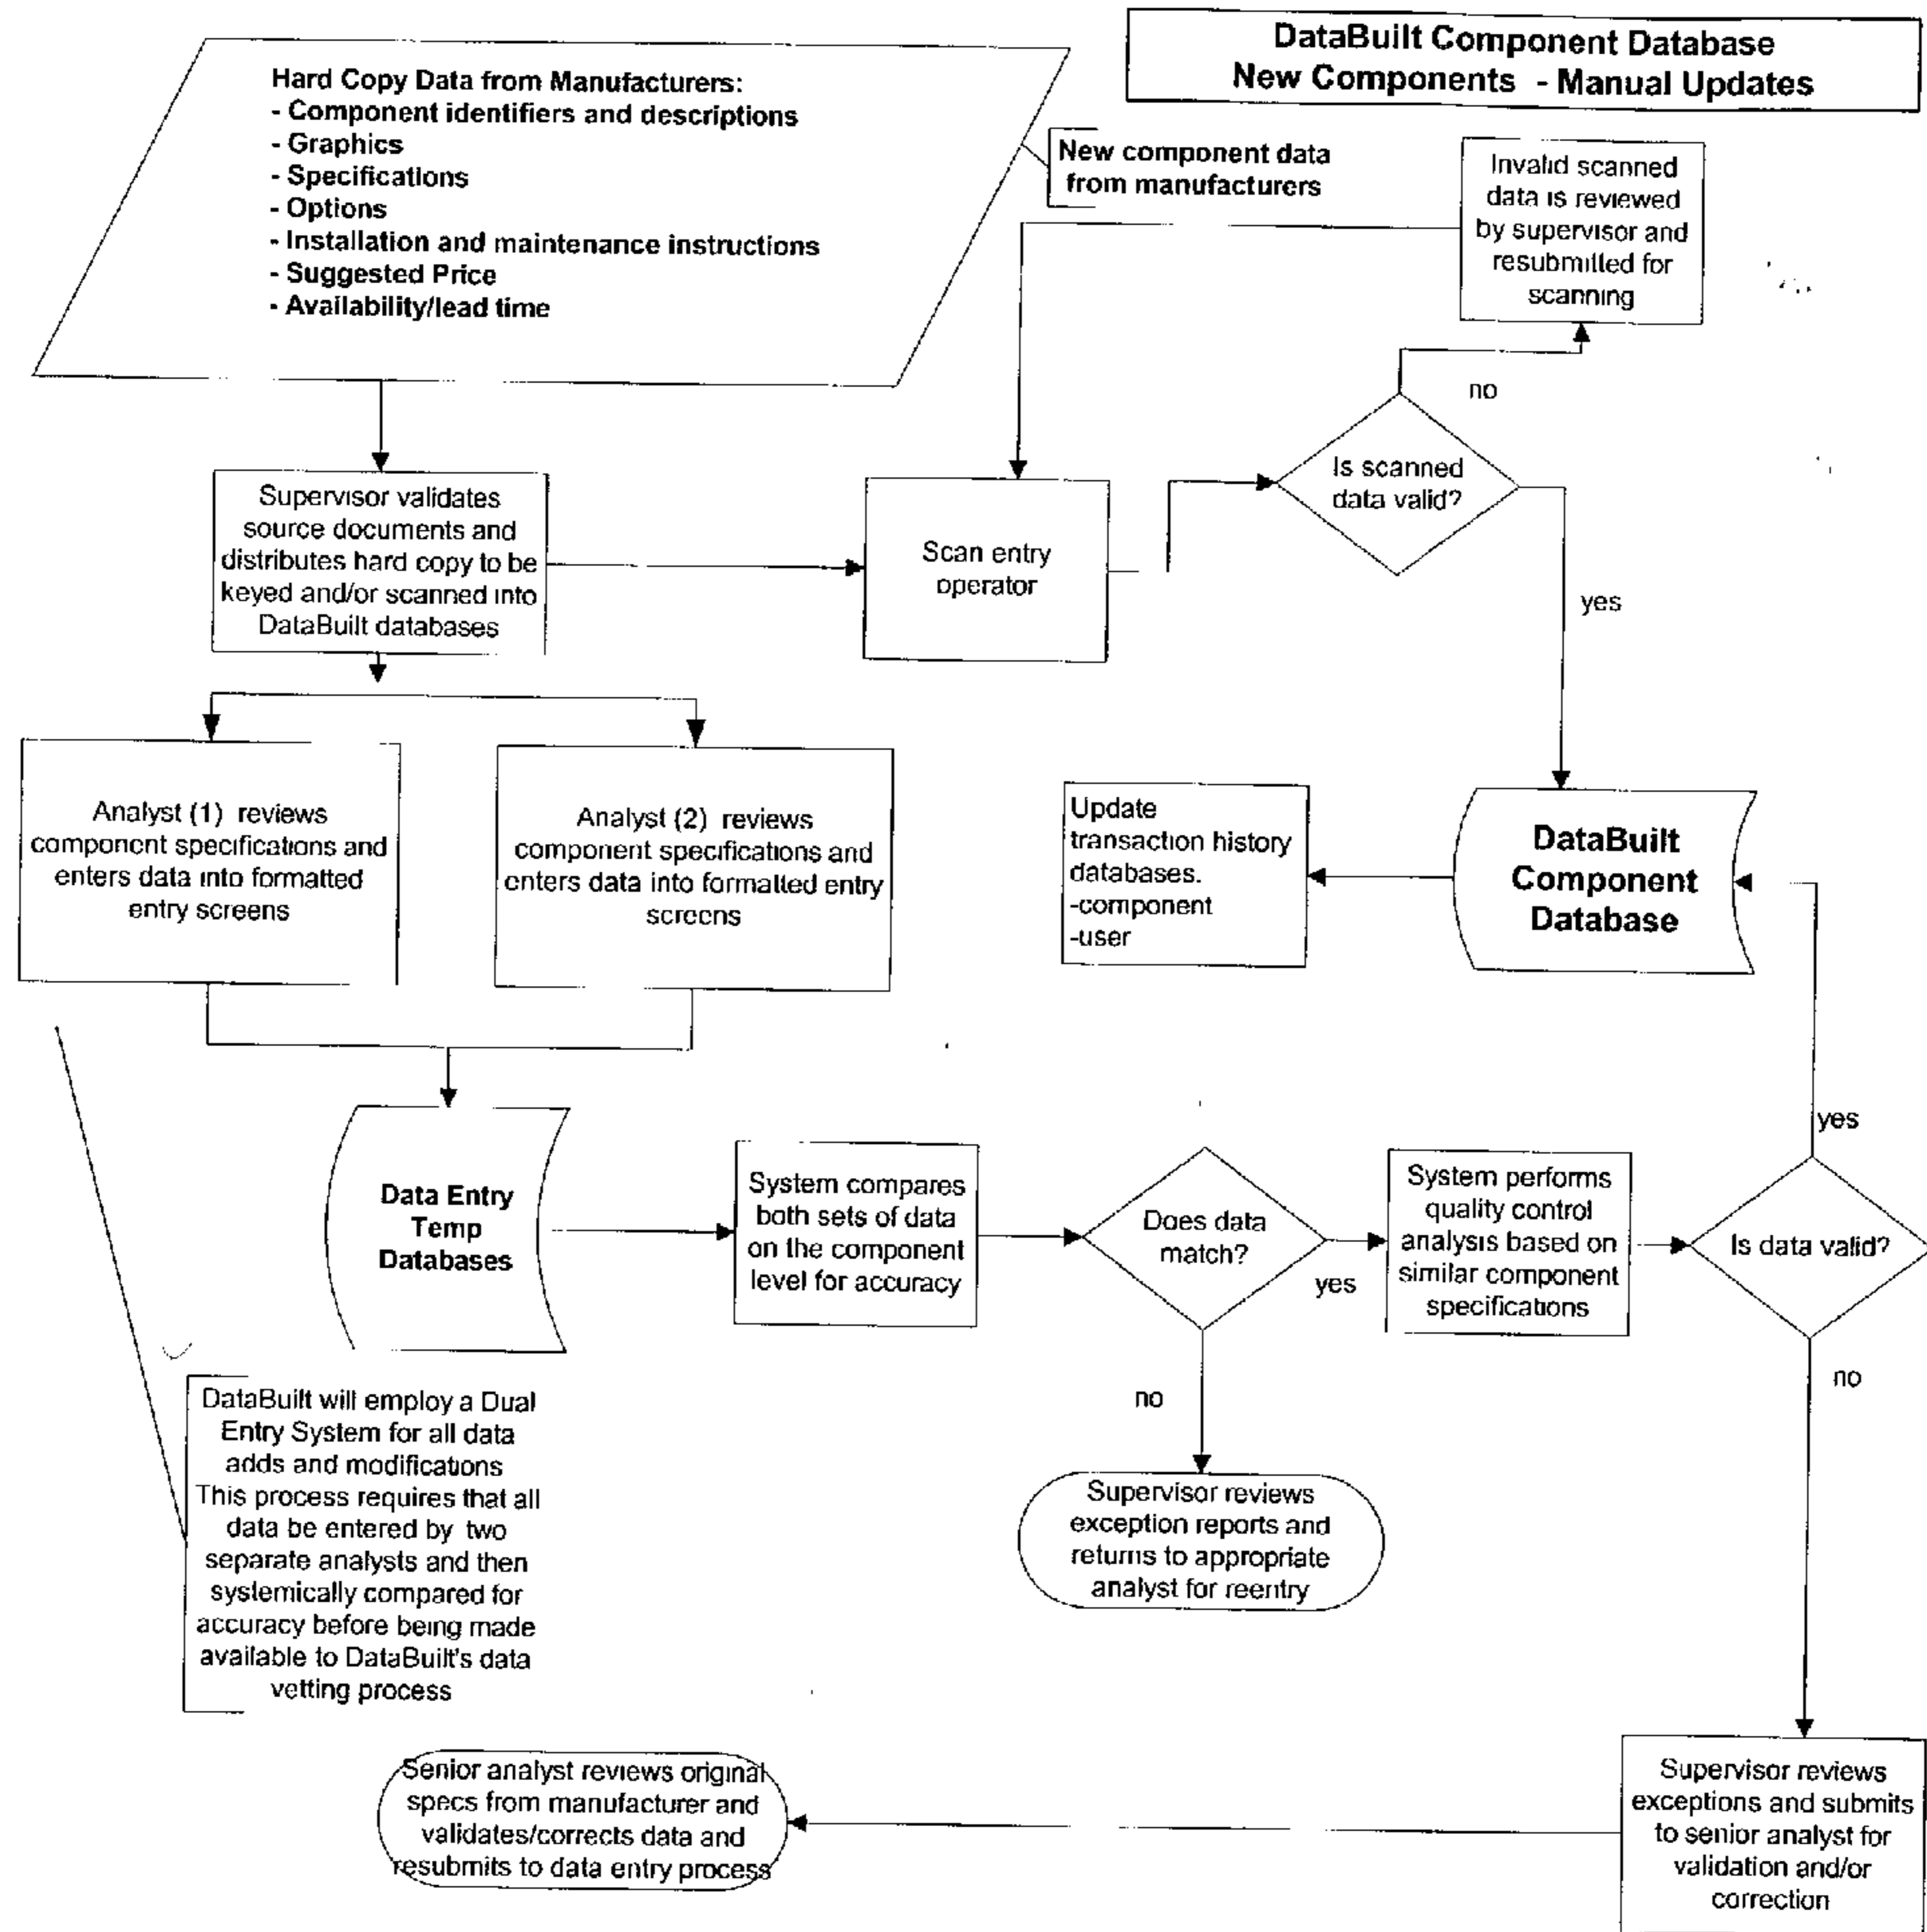 DataBuilt Component Database
New Components - Manual Updates
Hard Copy Data from Manufacturers:
- Component identifiers and descriptions
- Graphics
- Specifications
- Options
- Installation and maintenance instructions
- Suggested Price
- Availability/lead time
New component data
from manufacturers
Invalid scanned
data is reviewed
by supervisor and
resubmitted for
scanning
no
Is scanned
data valid?
yes
Supervisor validates
source documents and
distributes hard copy to be
keyed and/or scanned into
DataBuilt databases
Scan entry
operator
Analyst (1) reviews
component specifications and
enters data into formatted
entry screens
Analyst (2) reviews
component specifications and
enters data into formatted entry
screens
Update
transaction history
databases.
-component
-user
DataBuilt
Component
Database
Data Entry
Temp
Databases
System compares
both sets of data
on the component
level for accuracy
Does data
match?
yes
no
System performs
quality control
analysis based on
similar component
specifications
Is data valid?
yes
no
DataBuilt will employ a Dual
Entry System for all data
adds and modifications
This process requires that all
data be entered by two
separate analysts and then
systemically compared for
accuracy before being made
available to DataBuilt's data
vetting process
Supervisor reviews
exception reports and
returns to appropriate
analyst for reentry
Senior analyst reviews original
specs from manufacturer and
validates/corrects data and
resubmits to data entry process
Supervisor reviews
exceptions and submits
to senior analyst for
validation and/or
correction